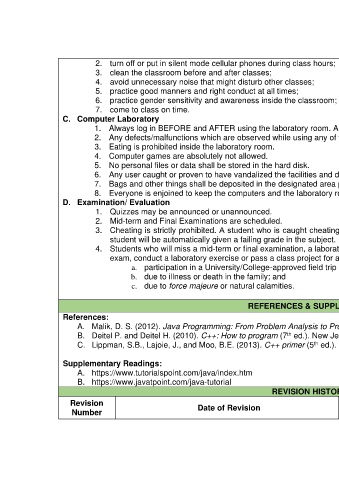 2. turn off or put in silent mode cellular phones during class hours;
3. clean the classroom before and after classes;
4. avoid unnecessary noise that might disturb other classes;
5. practice good manners and right conduct at all times;
6. practice gender sensitivity and awareness inside the classroom;
7. come to class on time.
C. Computer Laboratory
1. Always log in BEFORE and AFTER using the laboratory room. A
2. Any defects/malfunctions which are observed while using any of
3. Eating is prohibited inside the laboratory room.
4. Computer games are absolutely not allowed.
5. No personal files or data shall be stored in the hard disk.
6. Any user caught or proven to have vandalized the facilities and d
7. Bags and other things shall be deposited in the designated area
8. Everyone is enjoined to keep the computers and the laboratory ro
D. Examination/ Evaluation
1. Quizzes may be announced or unannounced.
2. Mid-term and Final Examinations are scheduled.
3. Cheating is strictly prohibited. A student who is caught cheating
student will be automatically given a failing grade in the subject.
4. Students who will miss a mid-term or final examination, a laborat
exam, conduct a laboratory exercise or pass a class project for a
a. participation in a University/College-approved field trip
b. due to illness or death in the family; and
c. due to force majeure or natural calamities.
REFERENCES & SUPPL
References:
A. Malik, D. S. (2012). Java Programming: From Problem Analysis to Pr
B. Deitel P. and Deitel H. (2010). C++: How to program (7th ed.). New Je
C. Lippman, S.B., Lajoie, J., and Moo, B.E. (2013). C++ primer (5th ed.).
Supplementary Readings:
A. https://www.tutorialspoint.com/java/index.htm
B. https://www.javatpoint.com/java-tutorial
REVISION HISTOR
Revision
Number
Date of Revision